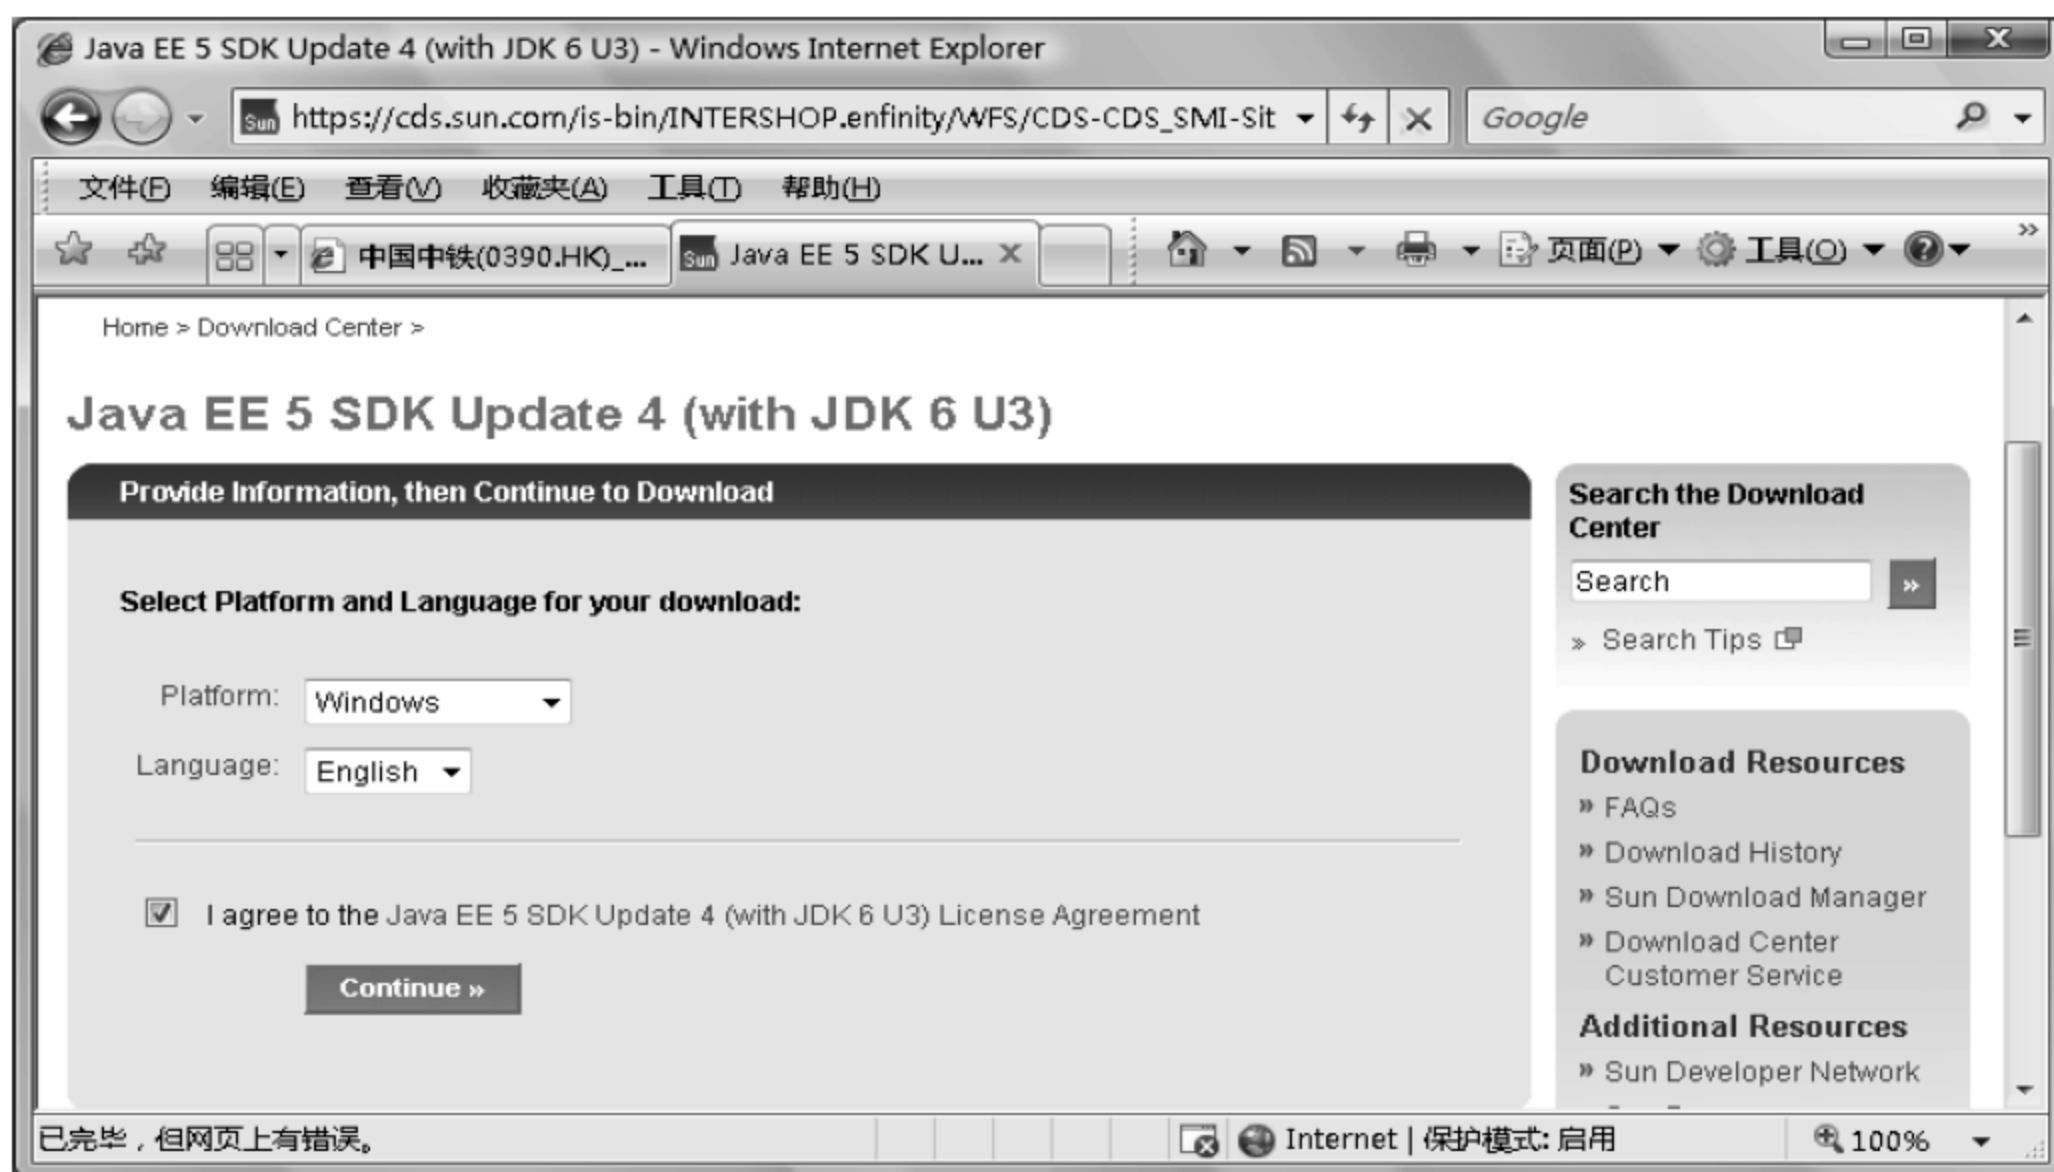 Java EE 5 SDK Update 4 (with JDK 6 U3) - Windows Internet Explorer
Sun https://cds.sun.com/is-bin/INTERSHOP.enfinity/WFS/CDS-CDS_SMI-Sit
Google
文件(F) 编辑(E) 查看(V) 收藏夹(A) 工具(T) 帮助(H)
中国中铁(0390.HK)_... Sun Java EE 5 SDK U... 页面(P) 工具(O) »
Home > Download Center >
Java EE 5 SDK Update 4 (with JDK 6 U3)
Provide Information, then Continue to Download
Select Platform and Language for your download:
Platform: Windows
Language: English
I agree to the Java EE 5 SDK Update 4 (with JDK 6 U3) License Agreement
Continue »
Search the Download
Center
Search »
» Search Tips
Download Resources
» FAQs
» Download History
» Sun Download Manager
» Download Center
Customer Service
Additional Resources
» Sun Developer Network
已完毕，但网页上有错误。 Internet | 保护模式: 启用 100%